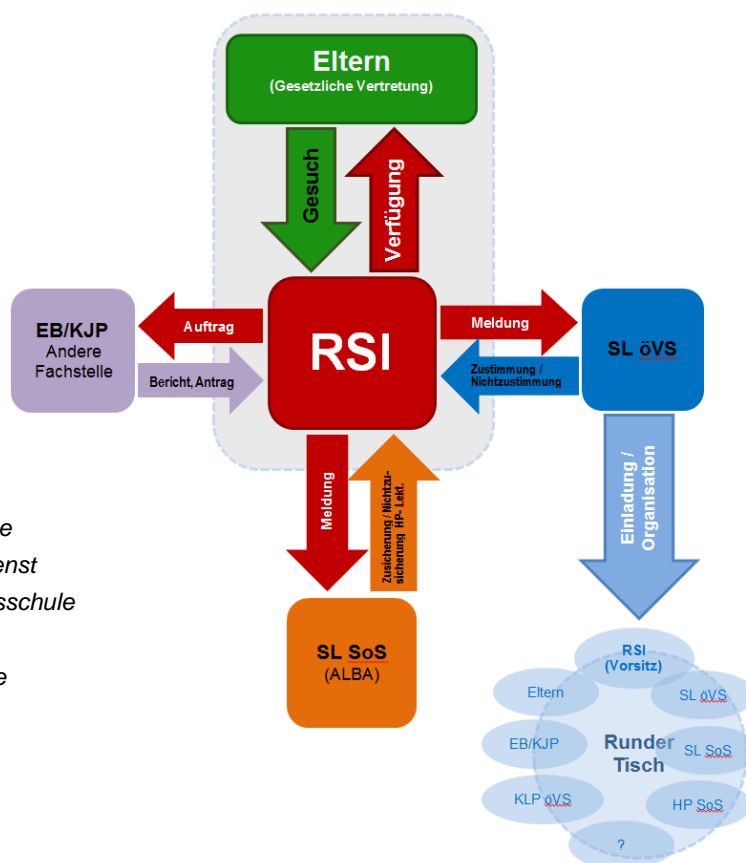 Eltern
(Gesetzliche Vertretung)
Gesuch
Verfügung
EB/KJP
Andere
Fachstelle
Auftrag
Bericht, Antrag
RSI
Meldung
Zustimmung /
Nichtzustimmung
SL öVS
Meldung
Zusicherung / Nichtzu-
sicherung HP- Lekt.
Einladung /
Organisation
e
enst
sschule
e
SL SoS
(ALBA)
RSI
(Vorsitz)
Eltern
SL öVS
EB/KJP
Runder
Tisch
SL SoS
KLP öVS
HP SoS
?